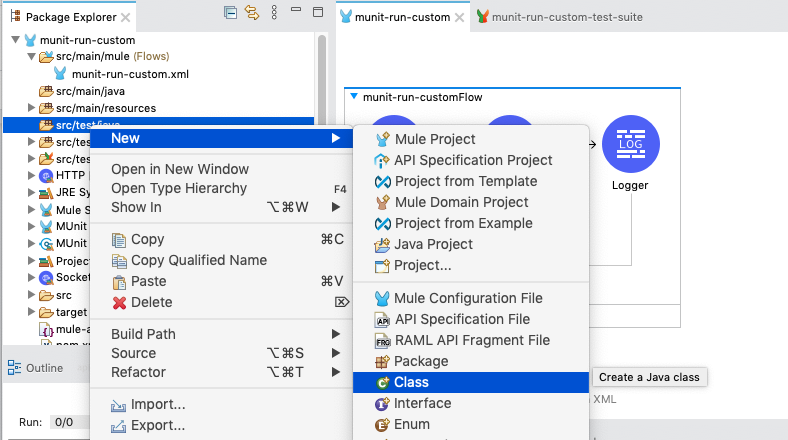 Package Explorer
munit-run-custom
munit-run-custom-test-suite
munit-run-custom
src/main/mule (Flows)
munit-run-custom.xml
src/main/java
src/main/resources
src/test/java
src/tes
src/tes
HTTP
JRE Sy
Mule S
MUnit
MUnit
Project
Socket
src
target
mule-a
Outline
Run: 0/0
New
Open in New Window
Open Type Hierarchy F4
Show In ⌥⌘W
Copy ⌘C
Copy Qualified Name
Paste ⌘V
Delete ⌦
Build Path
Source ⌥⌘S
Refactor ⌥⌘T
Import...
Export...
Mule Project
API Specification Project
Project from Template
Mule Domain Project
Project from Example
Java Project
Project...
Mule Configuration File
API Specification File
RAML API Fragment File
Package
Class
Interface
Enum
munit-run-customFlow
LOG
Logger
Create a Java class
XML